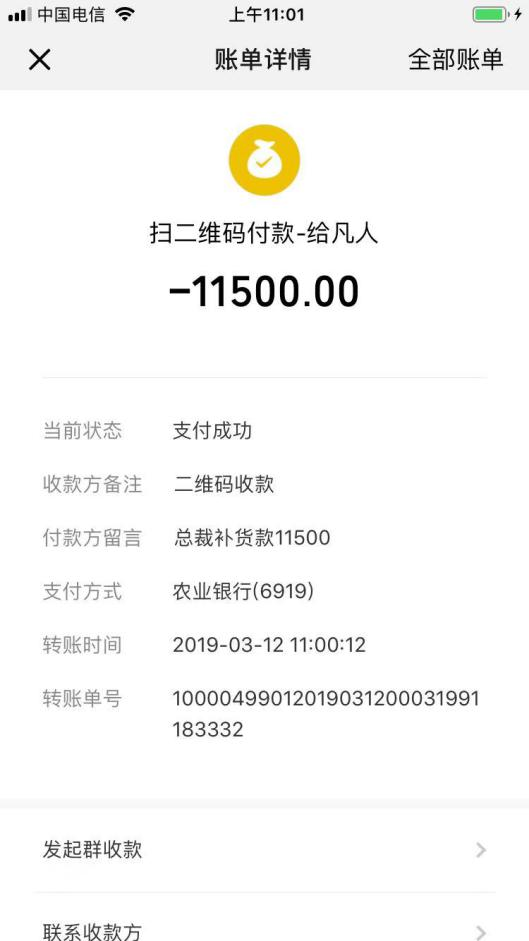 中国电信 上午11:01
账单详情 全部账单
扫二维码付款-给凡人
-11500.00
当前状态 支付成功
收款方备注 二维码收款
付款方留言 总裁补货款11500
支付方式 农业银行(6919)
转账时间 2019-03-12 11:00:12
转账单号 10000499012019031200031991
183332
发起群收款
联系收款方